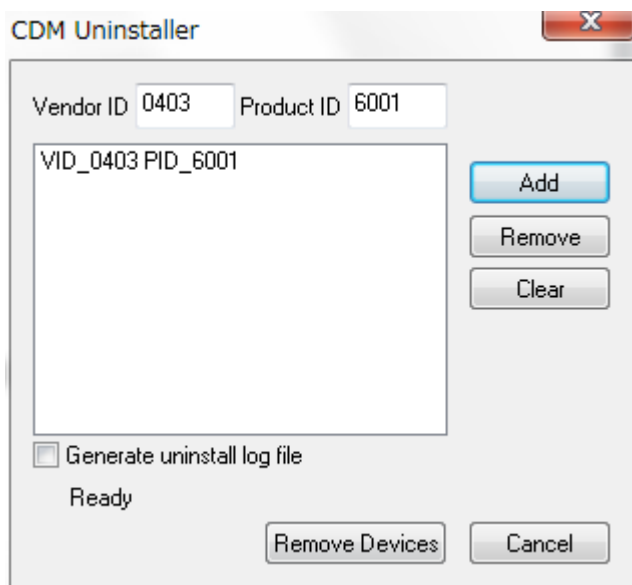 CDM Uninstaller
Vendor ID 0403 Product ID 6001
VID_0403 PID_6001
Add
Remove
Clear
Generate uninstall log file
Ready
Remove Devices Cancel